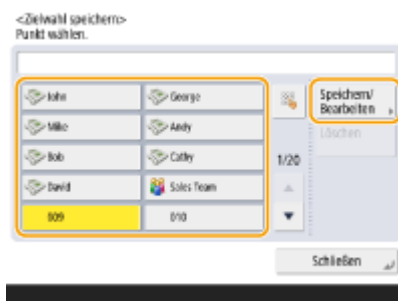 <Zielwahl speichern>
Punkt wählen.
John
George
Speichern/
Bearbeiten
Mike
Andy
Löschen
Bob
Cathy
1/20
David
Sales Team
009
010
Schließen